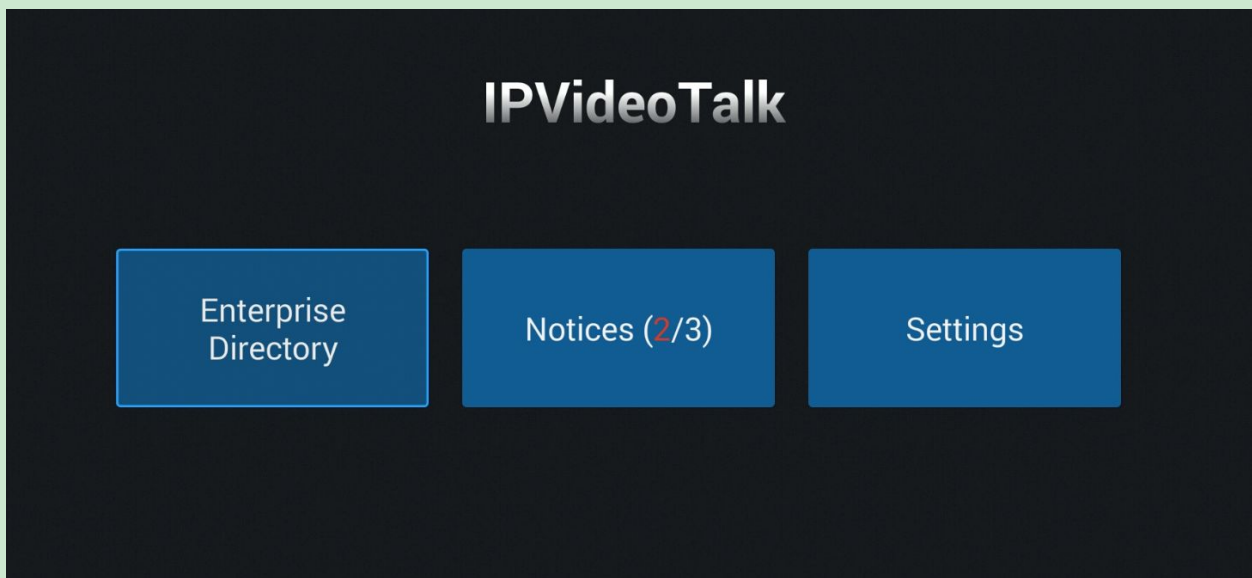 IPVideoTalk
Enterprise
Directory
Notices (2/3)
Settings